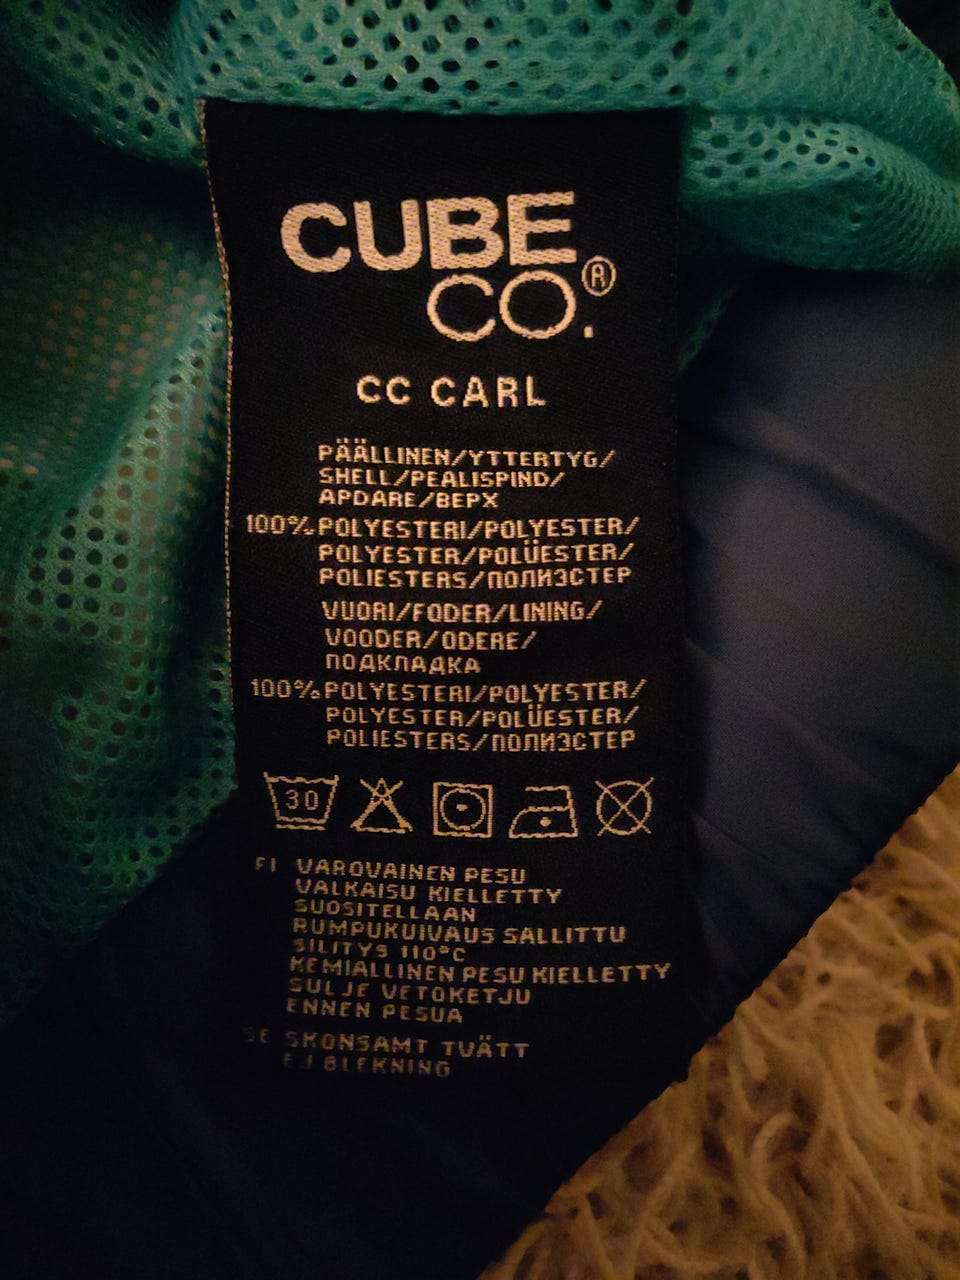 CUBE
CO.®
CC CARL
PÄÄLLINEN/YTTERTYG/
SHELL/PEALISPIND/
APDARE/ВЕРХ
100% POLYESTERI/POLYESTER/
POLYESTER/POLÜESTER/
POLIESTERS/ПОЛИЭСТЕР
VUORI/FODER/LINING/
VOODER/ODERE/
ПОДКЛАДКА
100% POLYESTERI/POLYESTER/
POLYESTER/POLÜESTER/
POLIESTERS/ПОЛИЭСТЕР
30
FI VAROVAINEN PESU
VALKAISU KIELLETTY
SUOSITELLAAN
RUMPUKUIVAUS SALLITTU
SILITYS 110°C
KEMIALLINEN PESU KIELLETTY
SULJE VETOKETJU
ENNEN PESUA
SE SKONSAMT TVÄTT
EJ BLEKNING